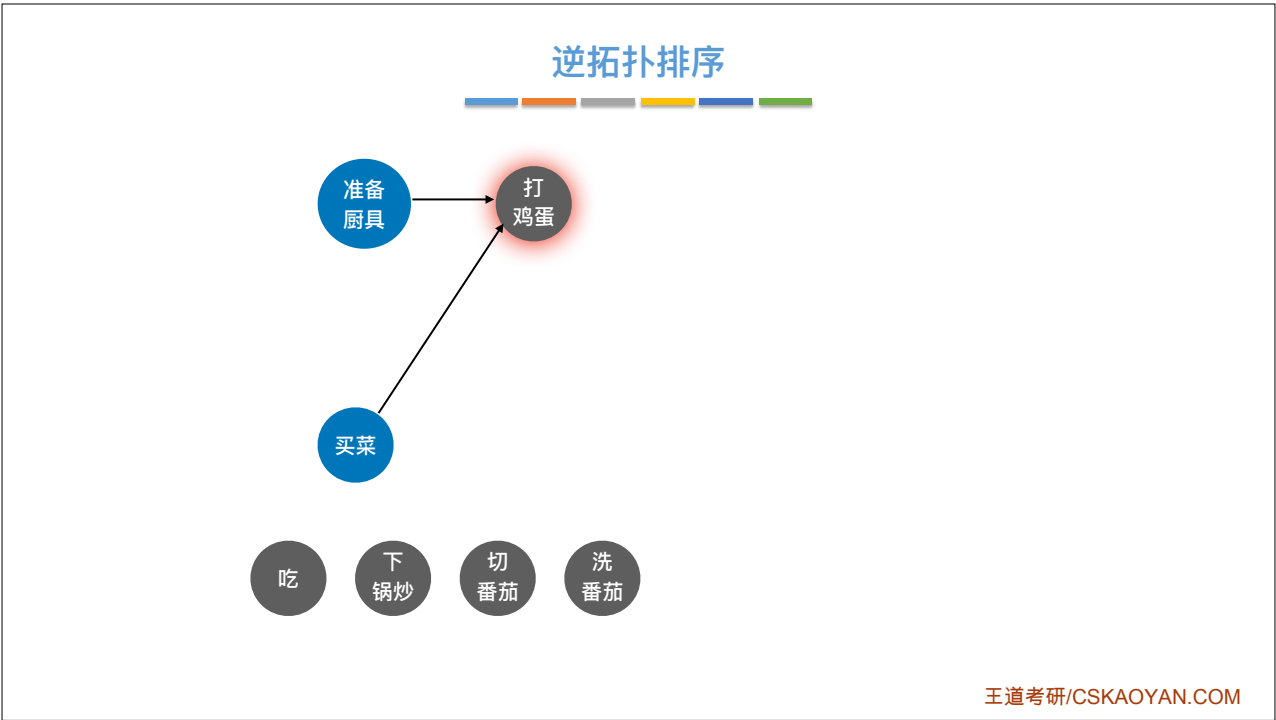 逆拓扑排序
准备
厨具
打
鸡蛋
买菜
吃
下
锅炒
切
番茄
洗
番茄
王道考研/CSKAOYAN.COM